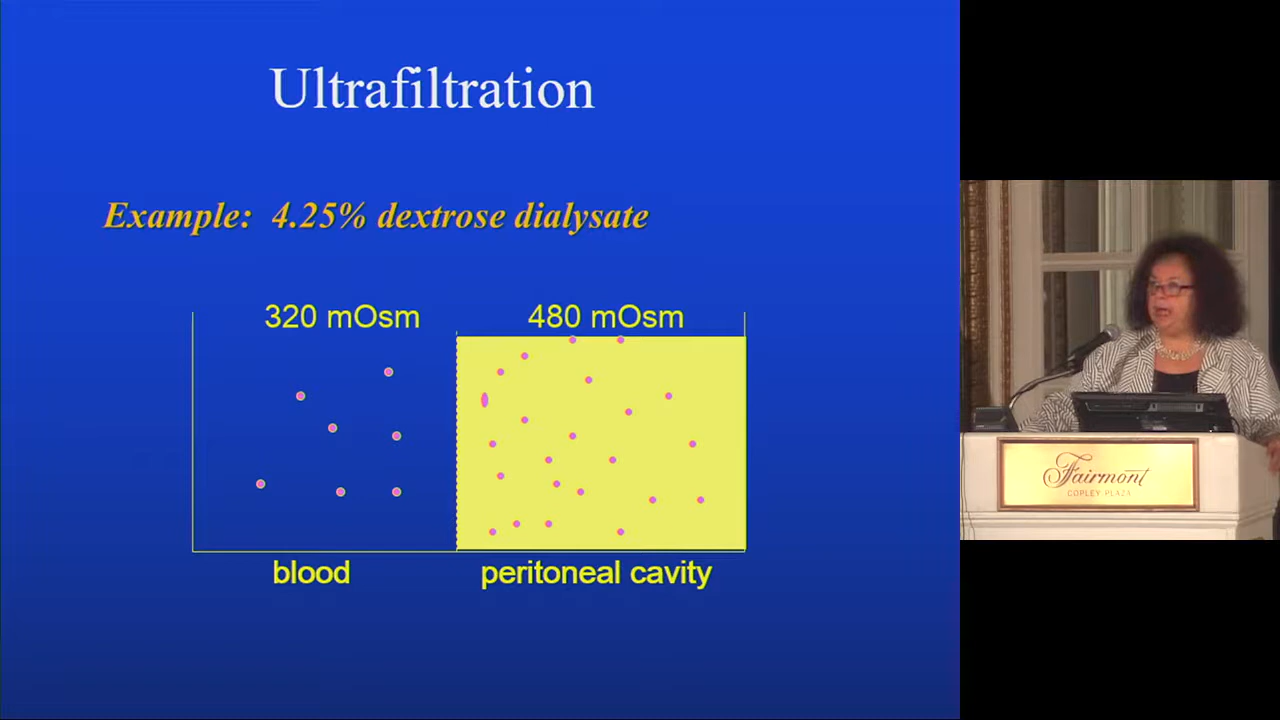 Ultrafiltration
Example: 4.25% dextrose dialysate
320 mOsm
480 mOsm
blood
peritoneal cavity
Fairmont
COPLEY PLAZA